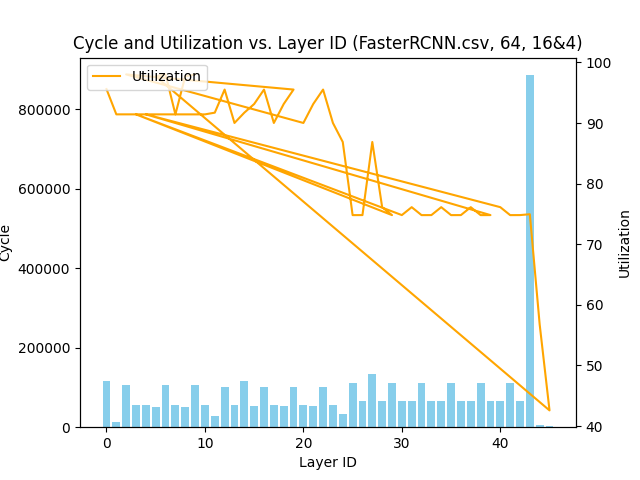 Cycle and Utilization vs. Layer ID (FasterRCNN.csv, 64, 16&4)
Utilization
Cycle
800000
600000
400000
200000
0
100
90
80
70
60
50
40
Utilization
0 10 20 30 40
Layer ID